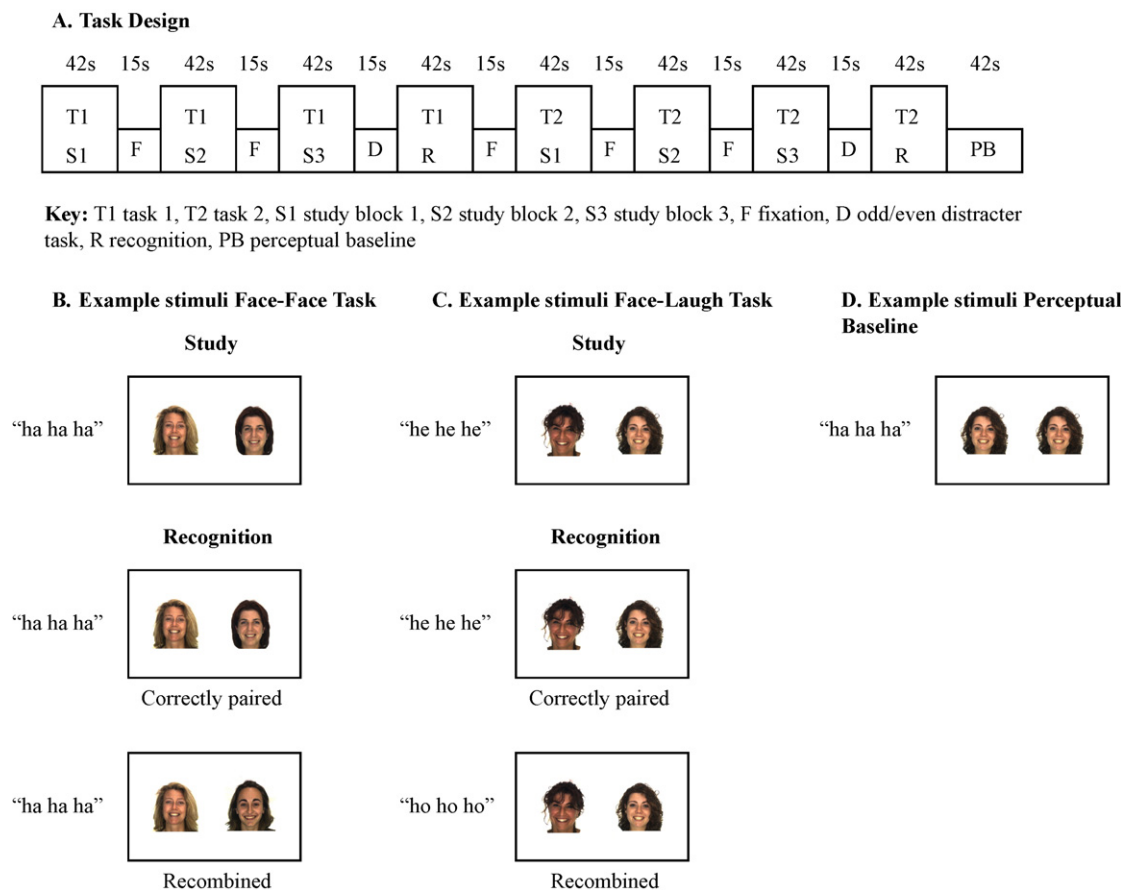 A. Task Design
42s 15s 42s 15s 42s 15s 42s 15s 42s 15s 42s 15s 42s 15s 42s 42s
T1 T1 T1 T1 T2 T2 T2 T2
S1 F S2 F S3 D R F S1 F S2 F S3 D R PB
Key: T1 task 1, T2 task 2, S1 study block 1, S2 study block 2, S3 study block 3, F fixation, D odd/even distracter
task, R recognition, PB perceptual baseline
B. Example stimuli Face-Face Task
Study
“ha ha ha”
Recognition
“ha ha ha”
Correctly paired
“ha ha ha”
Recombined
C. Example stimuli Face-Laugh Task
Study
“he he he”
Recognition
“he he he”
Correctly paired
“ho ho ho”
Recombined
D. Example stimuli Perceptual
Baseline
“ha ha ha”